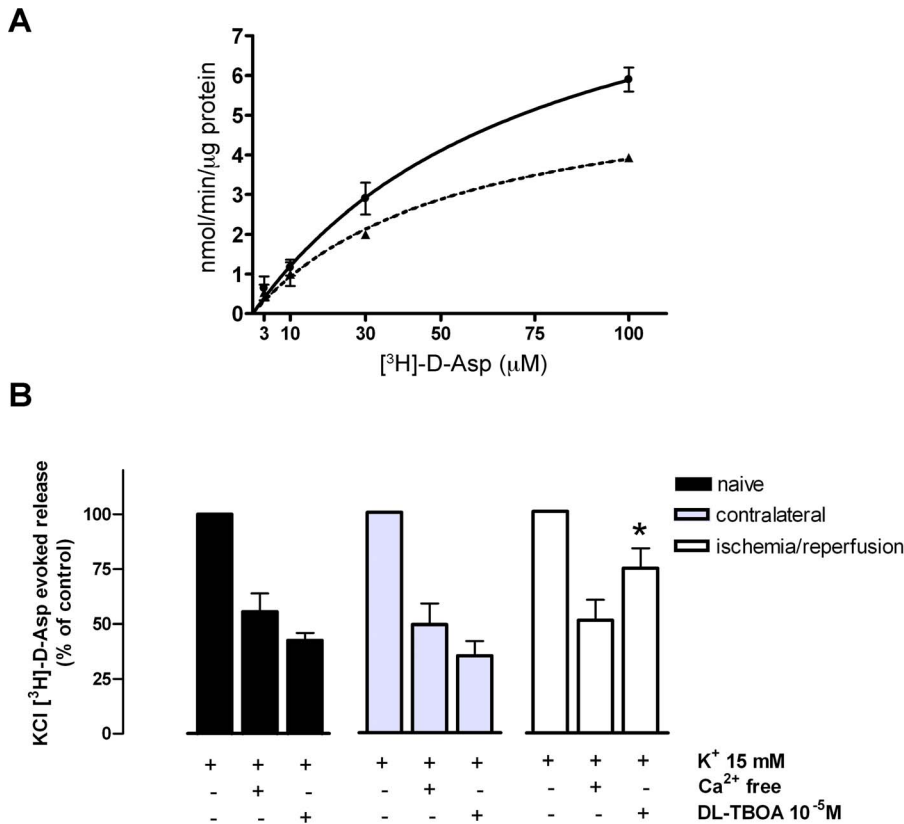 A
7
6
5
4
3
2
1
0
nmol/min/μg protein
3 10 30 50 75 100
[³H]-D-Asp (μM)
B
KCl [³H]-D-Asp evoked release
(% of control)
100
75
50
25
0
naive
contralateral
ischemia/reperfusion
*
+ + + + + + + + + K⁺ 15 mM
- + - - + - - + - Ca²⁺ free
- - + - - + - - + DL-TBOA 10⁻⁵M